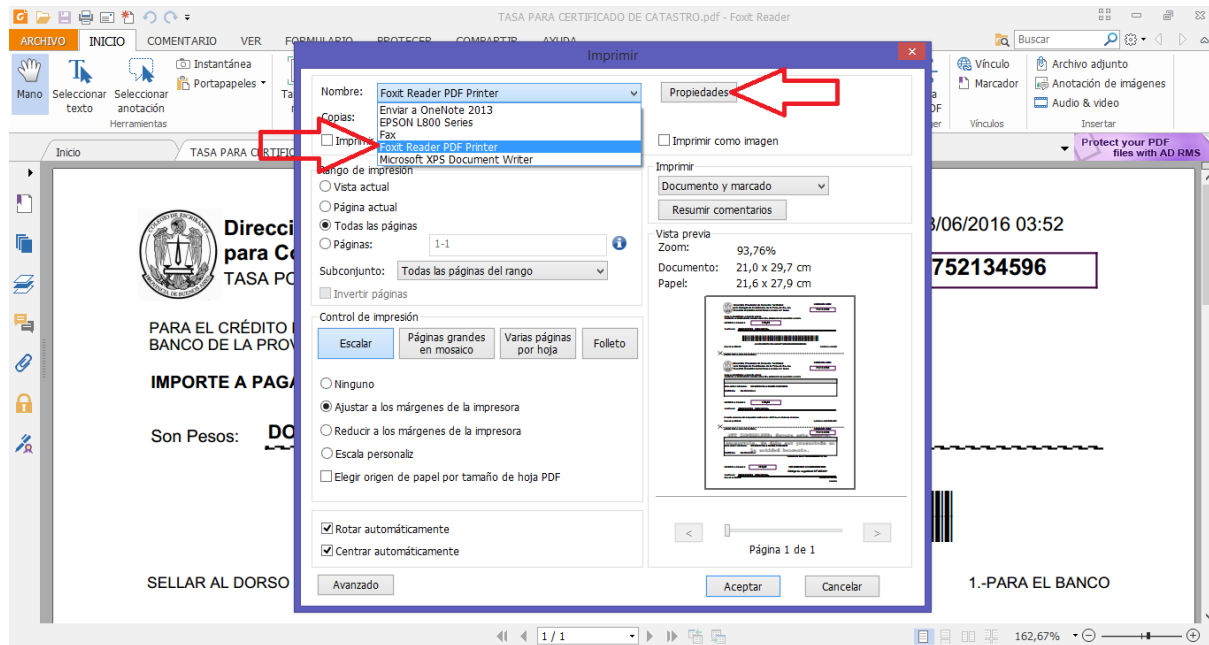 TASA PARA CERTIFICADO DE CATASTRO.pdf - Foxit Reader
ARCHIVO INICIO COMENTARIO VER FORMULARIO PROTEGER COMPARTIR AYUDA
Buscar
Mano
Seleccionar texto
Seleccionar anotación
Instantánea
Portapapeles
Herramientas
Vínculo
Marcador
Vínculos
Archivo adjunto
Anotación de imágenes
Audio & video
Insertar
Inicio
TASA PARA CERTIFIC
Protect your PDF
files with AD RMS
Imprimir
Nombre: Foxit Reader PDF Printer
Propiedades
Enviar a OneNote 2013
EPSON L800 Series
Fax
Foxit Reader PDF Printer
Microsoft XPS Document Writer
Copias:
Imprimir como imagen
Rango de impresión
Vista actual
Página actual
Todas las páginas
Páginas: 1-1
Subconjunto: Todas las páginas del rango
Invertir páginas
Imprimir
Documento y marcado
Resumir comentarios
Vista previa
Zoom: 93,76%
Documento: 21,0 x 29,7 cm
Papel: 21,6 x 27,9 cm
Control de impresión
Escalar
Páginas grandes en mosaico
Varias páginas por hoja
Folleto
Ninguno
Ajustar a los márgenes de la impresora
Reducir a los márgenes de la impresora
Escala personaliz
Elegir origen de papel por tamaño de hoja PDF
Rotar automáticamente
Centrar automáticamente
< >
Página 1 de 1
Avanzado
Aceptar
Cancelar
Direcci
para Co
TASA PO
3/06/2016 03:52
752134596
PARA EL CRÉDITO
BANCO DE LA PROV
IMPORTE A PAGA
Son Pesos: DO
SELLAR AL DORSO
1.-PARA EL BANCO
1 / 1
162,67%